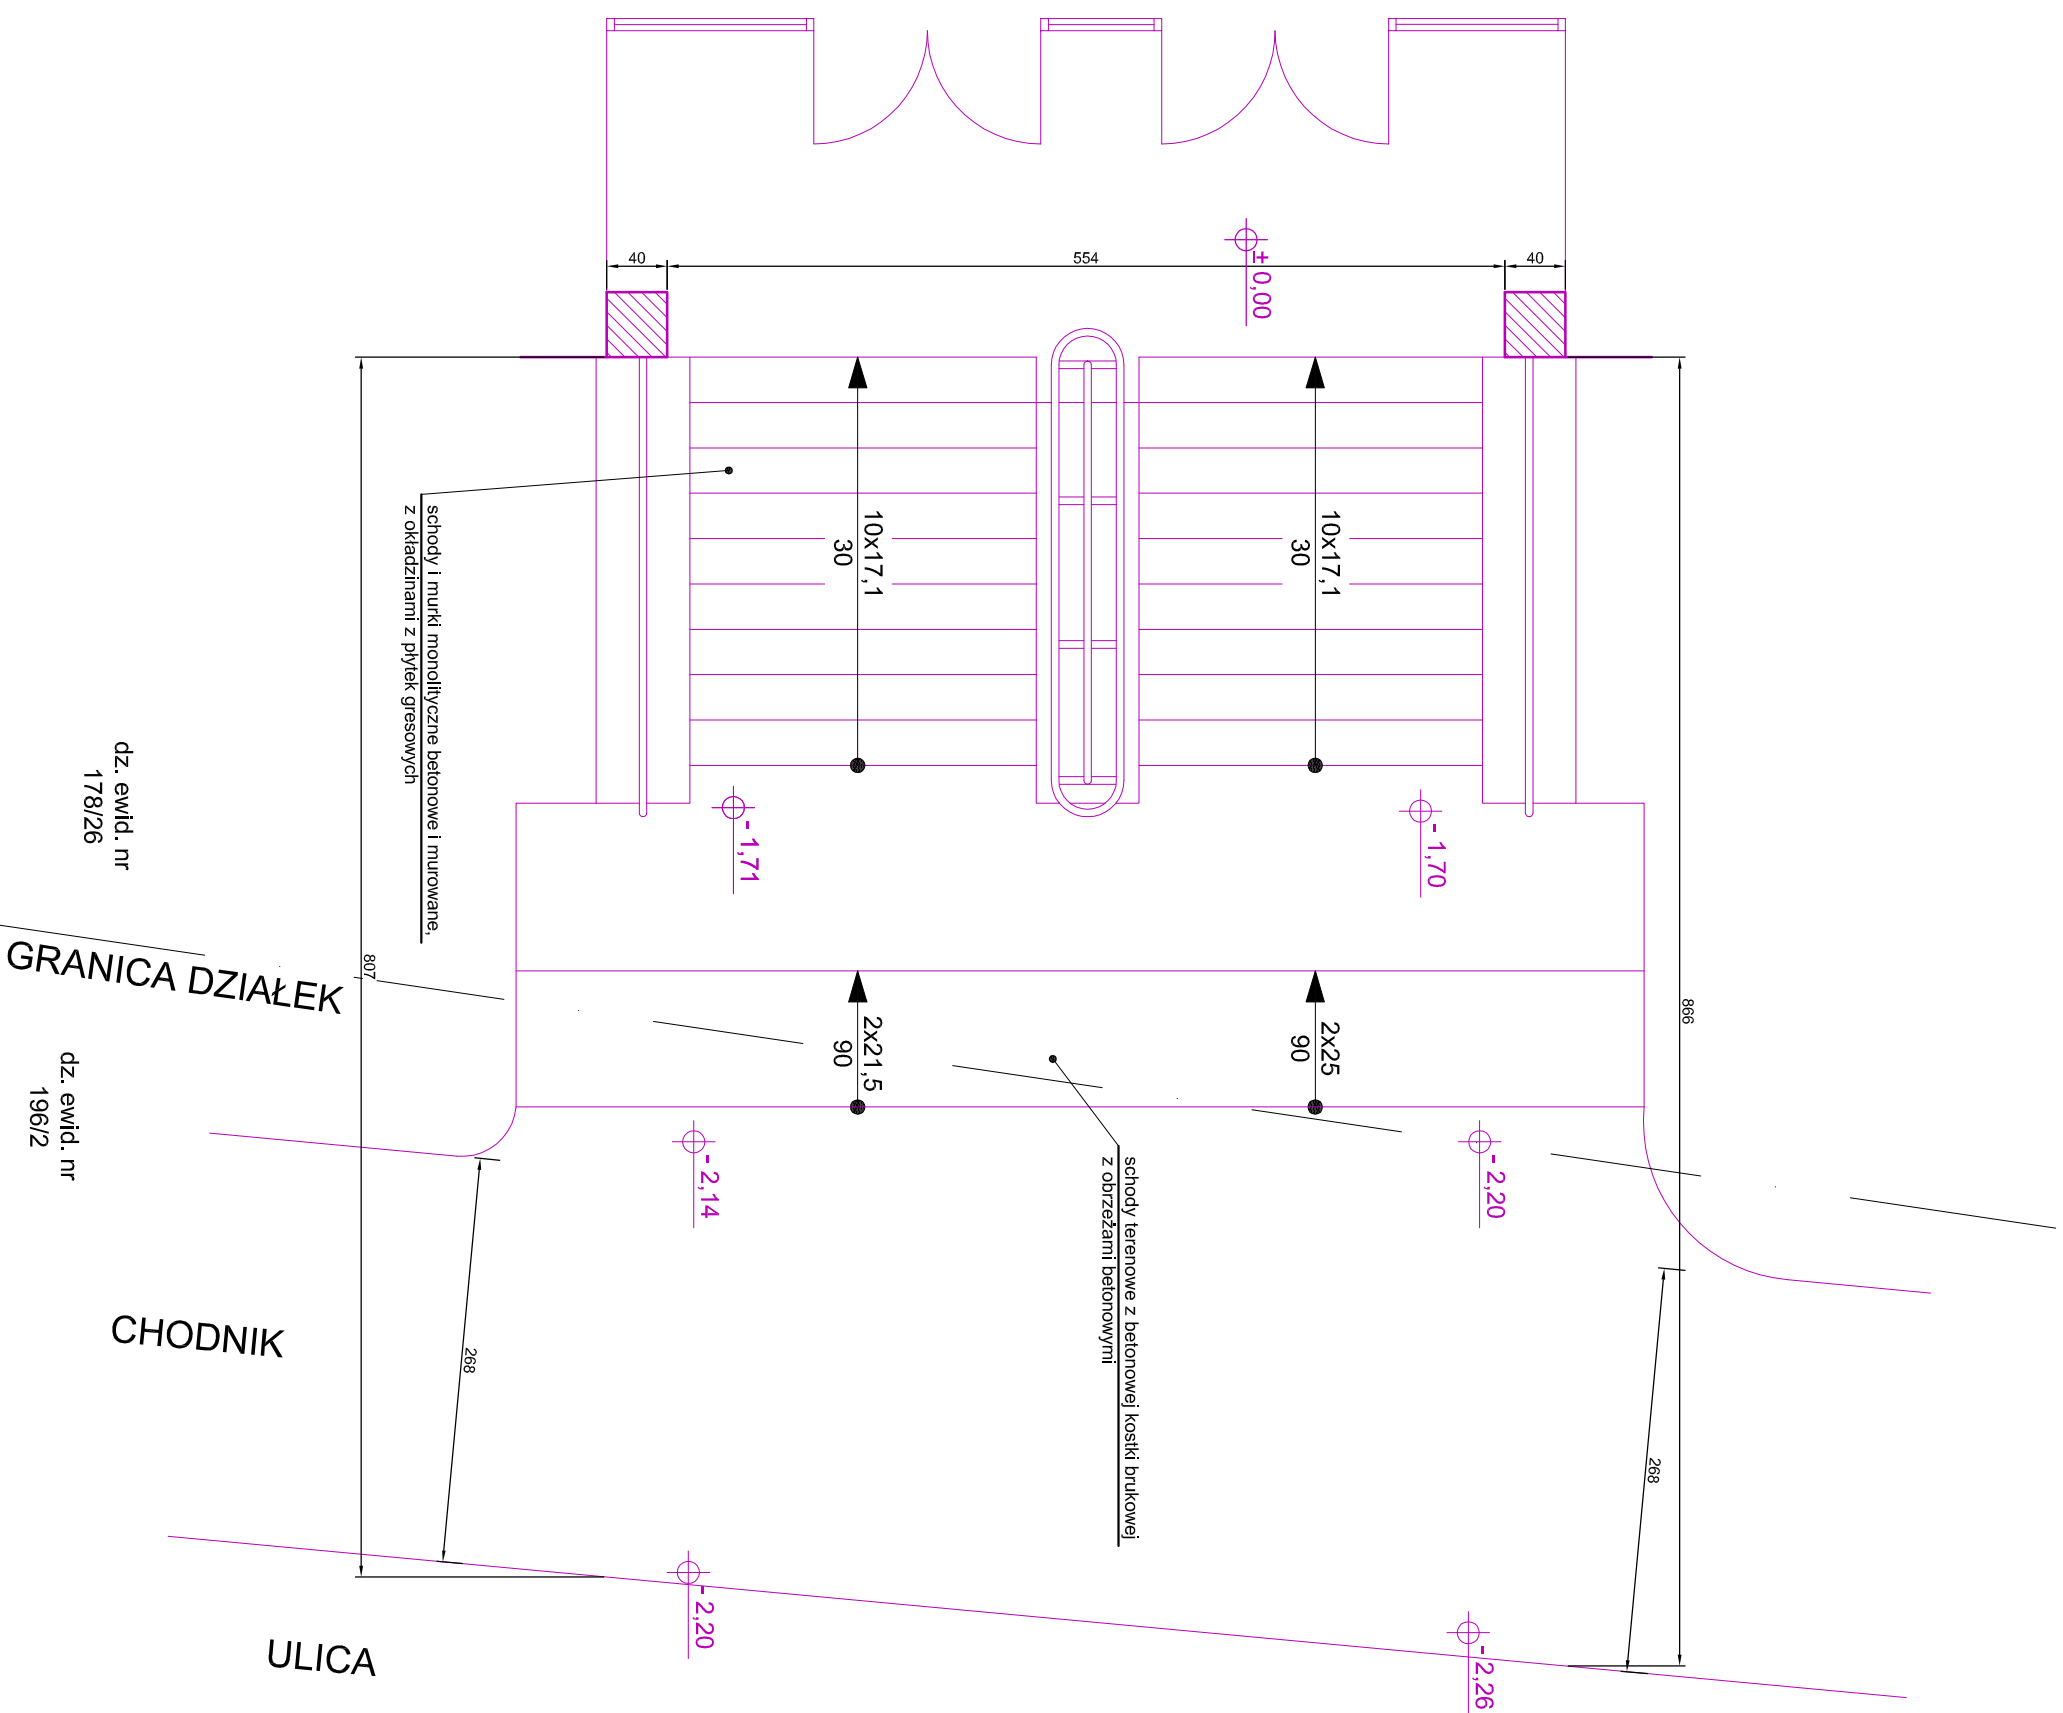 40
554
40
± 0,00
10x17,1
30
10x17,1
30
schody i murki monolityczne betonowe i murowane,
z okładzinami z płytek gresowych
- 1,71
- 1,70
dz. ewid. nr
178/26
GRANICA DZIAŁEK
807
866
2x21,5
90
2x25
90
dz. ewid. nr
196/2
- 2,14
- 2,20
schody terenowe z betonowej kostki brukowej
z obrzeżami betonowymi
CHODNIK
268
268
- 2,20
- 2,26
ULICA